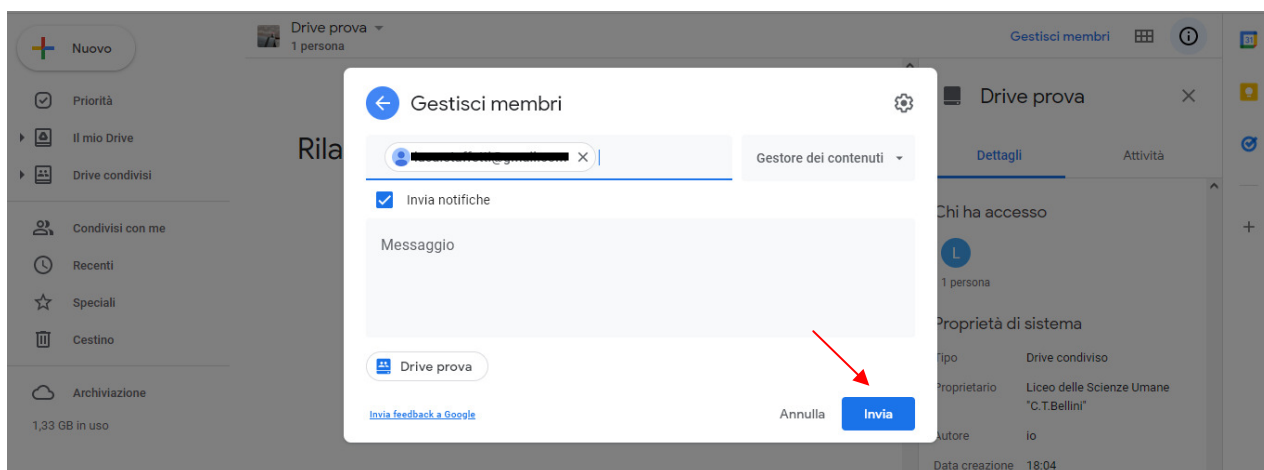 Drive prova
1 persona
Gestisci membri
31
Nuovo
Priorità
Il mio Drive
Drive condivisi
Condivisi con me
Recenti
Speciali
Cestino
Archiviazione
1,33 GB in uso
Rila
Gestisci membri
Gestore dei contenuti
Invia notifiche
Messaggio
Drive prova
Invia feedback a Google
Annulla
Invia
Drive prova
Dettagli
Attività
Chi ha accesso
L
1 persona
Proprietà di sistema
Tipo
Drive condiviso
Proprietario
Liceo delle Scienze Umane
"C.T.Bellini"
Autore
io
Data creazione
18:04